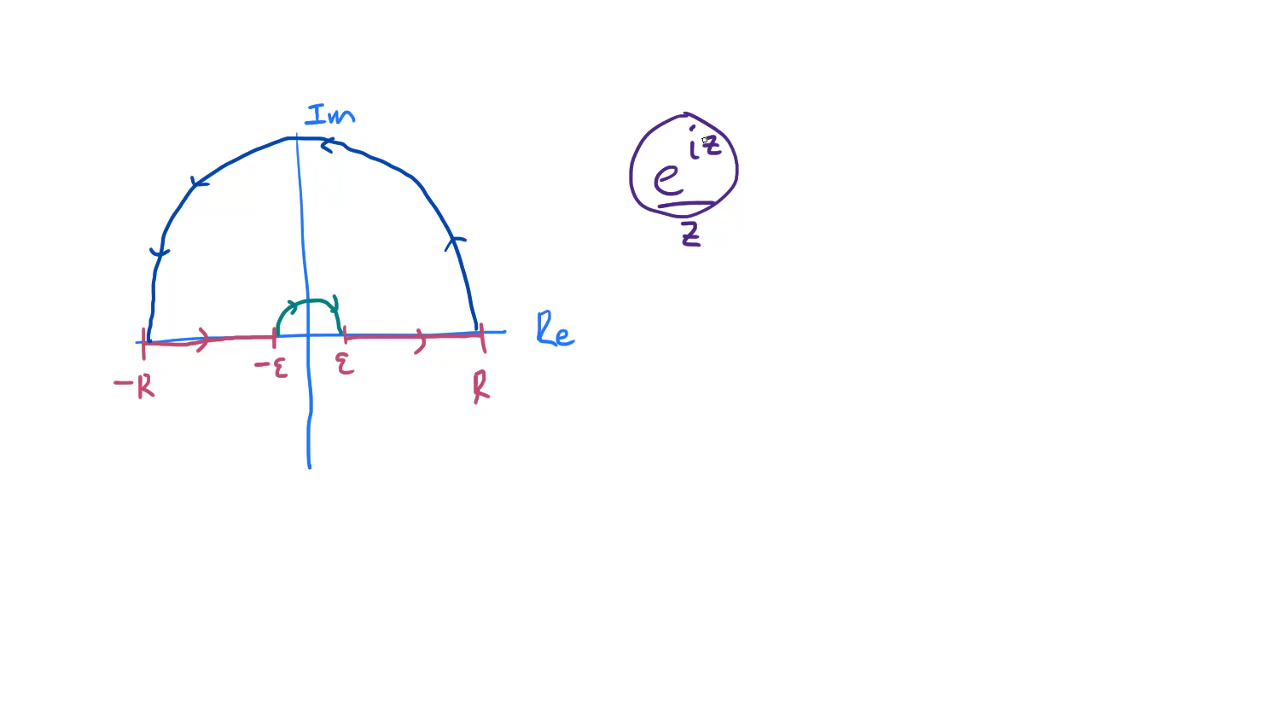 Im
e^{iz}
z
Re
-ε ε
-R R